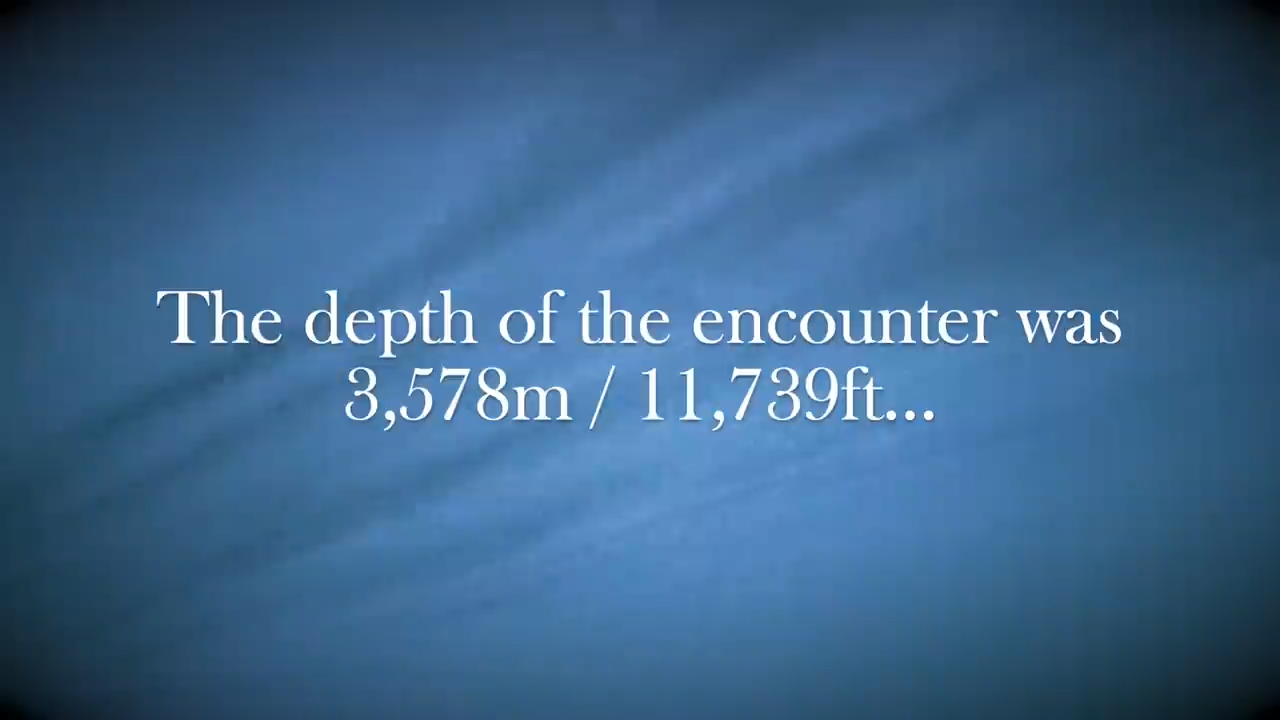 The depth of the encounter was
3,578m / 11,739ft...